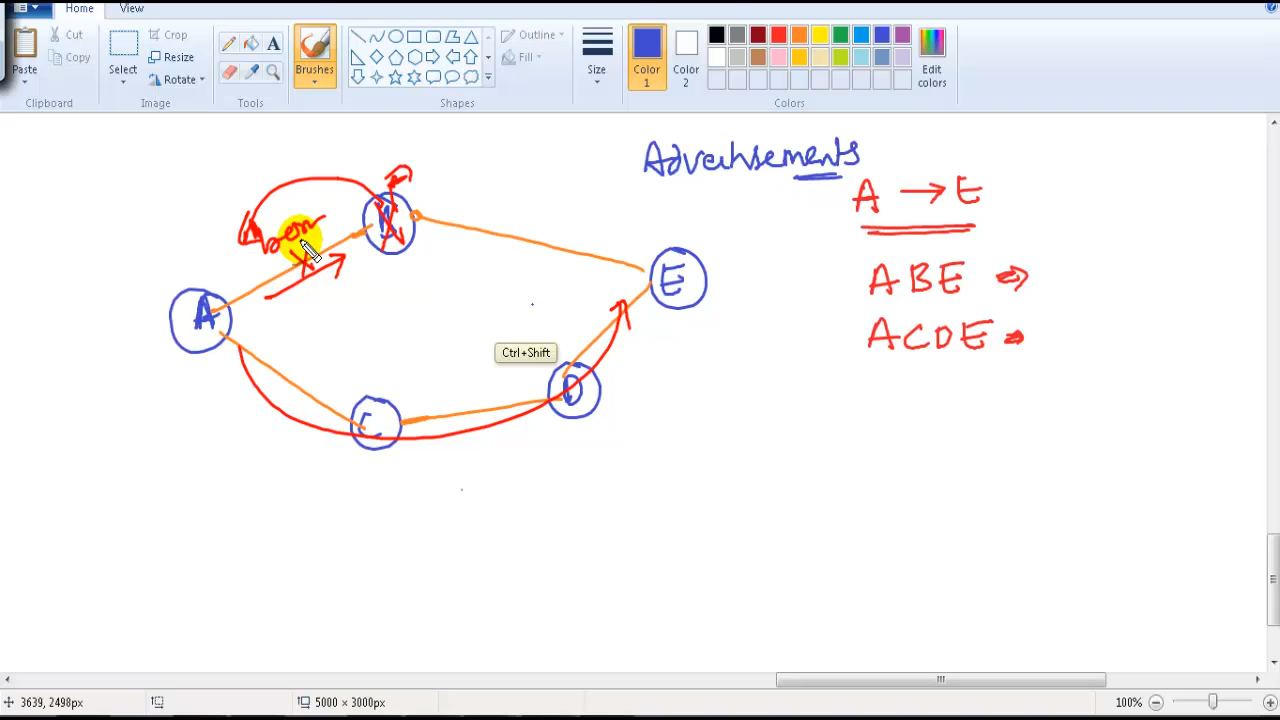 Home View
Cut
Copy
Paste
Clipboard
Select
Crop
Resize
Rotate
Image
A
Tools
Brushes
Shapes
Outline
Fill
Size
Color 1
Color 2
Colors
Edit colors
Advertisements
A → E
ABE ⇒
ACDE ⇒
B
E
A
X
Ctrl+Shift
D
C
3639, 2498px
5000 × 3000px
100%